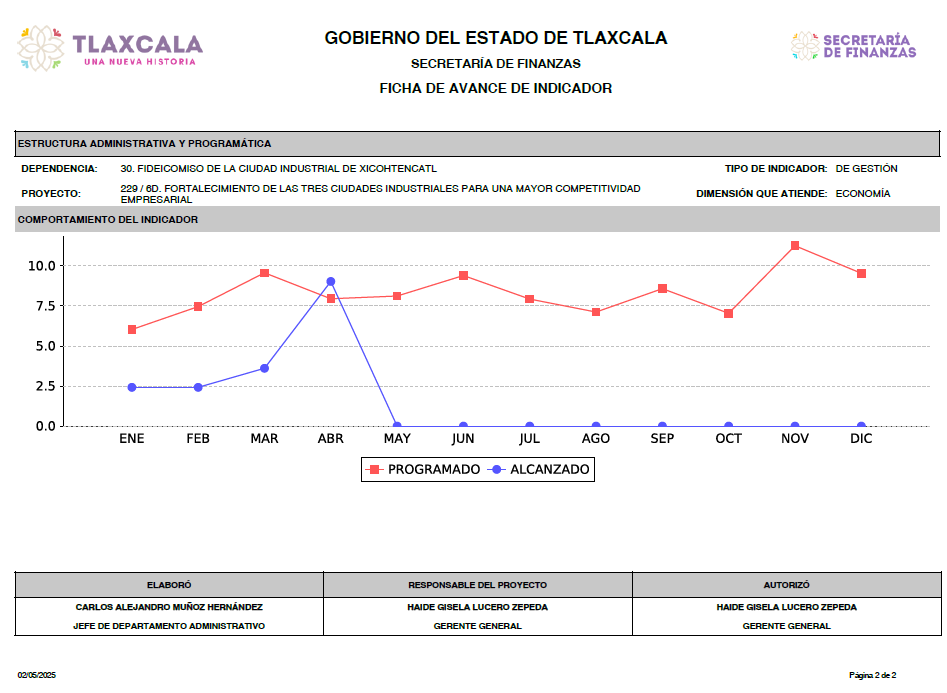 TLAXCALA
UNA NUEVA HISTORIA
GOBIERNO DEL ESTADO DE TLAXCALA
SECRETARÍA DE FINANZAS
FICHA DE AVANCE DE INDICADOR
SECRETARÍA
DE FINANZAS
ESTRUCTURA ADMINISTRATIVA Y PROGRAMÁTICA
DEPENDENCIA: 30. FIDEICOMISO DE LA CIUDAD INDUSTRIAL DE XICOHTENCATL TIPO DE INDICADOR: DE GESTIÓN
PROYECTO: 229 / 6D. FORTALECIMIENTO DE LAS TRES CIUDADES INDUSTRIALES PARA UNA MAYOR COMPETITIVIDAD
EMPRESARIAL DIMENSIÓN QUE ATIENDE: ECONOMÍA
COMPORTAMIENTO DEL INDICADOR
10.0
7.5
5.0
2.5
0.0
ENE FEB MAR ABR MAY JUN JUL AGO SEP OCT NOV DIC
PROGRAMADO ALCANZADO
ELABORÓ RESPONSABLE DEL PROYECTO AUTORIZÓ
CARLOS ALEJANDRO MUÑOZ HERNÁNDEZ HAIDE GISELA LUCERO ZEPEDA HAIDE GISELA LUCERO ZEPEDA
JEFE DE DEPARTAMENTO ADMINISTRATIVO GERENTE GENERAL GERENTE GENERAL
02/05/2025 Página 2 de 2